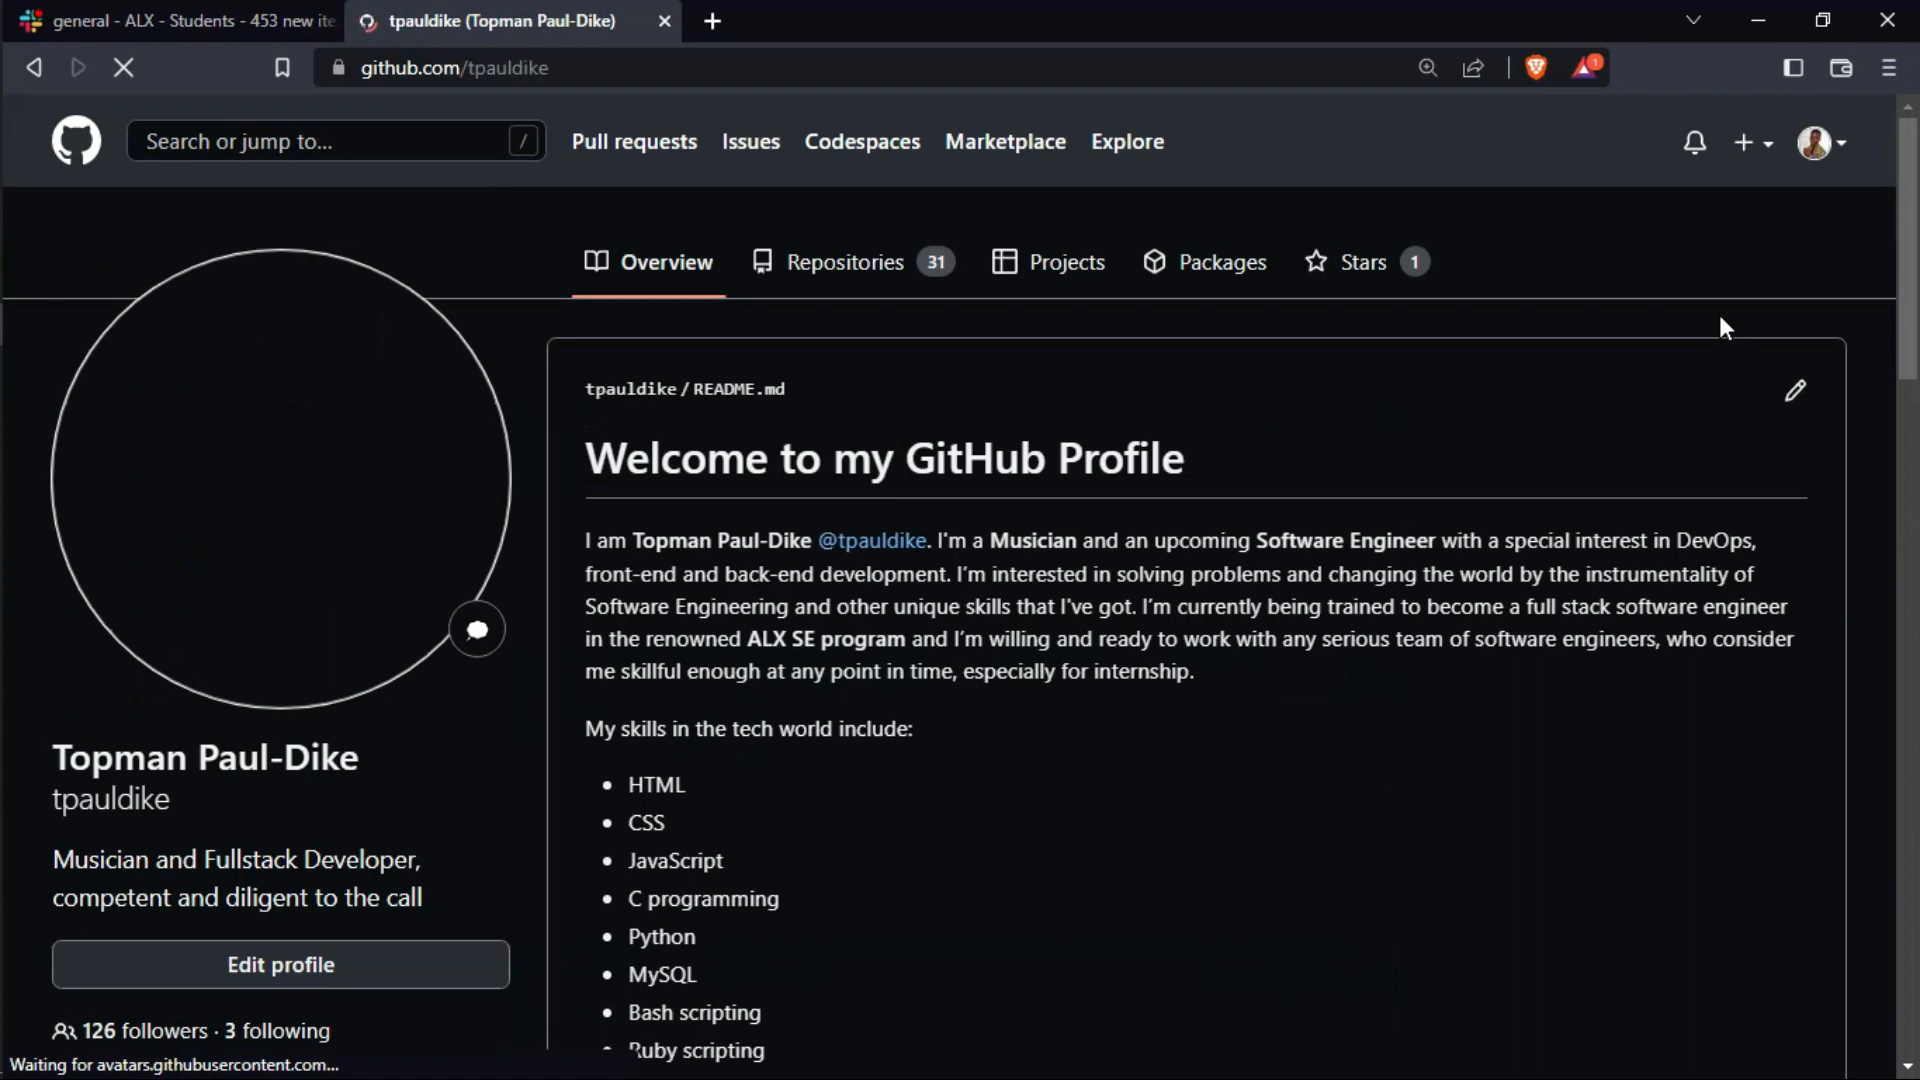 general - ALX - Students - 453 new ite
tpauldike (Topman Paul-Dike)
github.com/tpauldike
1
Search or jump to...
/
Pull requests
Issues
Codespaces
Marketplace
Explore
Overview
Repositories 31
Projects
Packages
Stars 1
tpauldike / README.md
Welcome to my GitHub Profile
I am Topman Paul-Dike @tpauldike. I'm a Musician and an upcoming Software Engineer with a special interest in DevOps,
front-end and back-end development. I'm interested in solving problems and changing the world by the instrumentality of
Software Engineering and other unique skills that I've got. I'm currently being trained to become a full stack software engineer
in the renowned ALX SE program and I'm willing and ready to work with any serious team of software engineers, who consider
me skillful enough at any point in time, especially for internship.
My skills in the tech world include:
HTML
CSS
JavaScript
C programming
Python
MySQL
Bash scripting
Ruby scripting
Topman Paul-Dike
tpauldike
Musician and Fullstack Developer,
competent and diligent to the call
Edit profile
126 followers · 3 following
Waiting for avatars.githubusercontent.com...